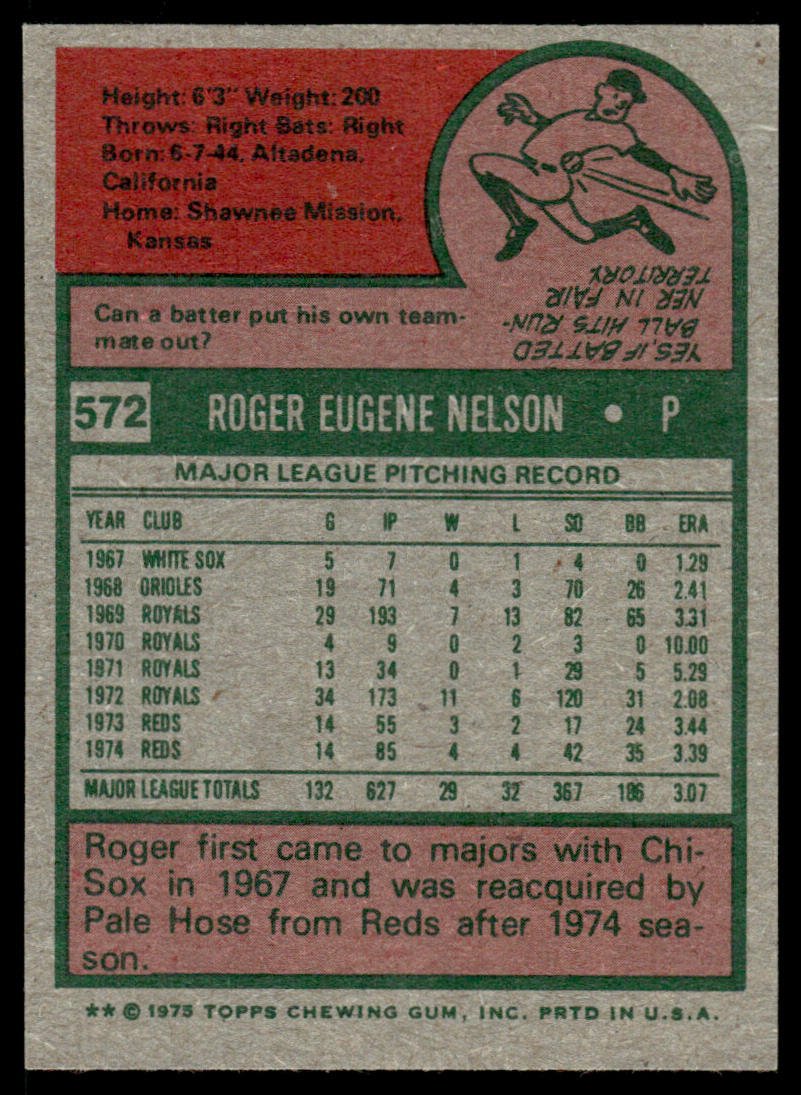 Height: 6'3" Weight: 200
Throws: Right Bats: Right
Born: 6-7-44, Altadena,
California
Home: Shawnee Mission,
Kansas
Can a batter put his own team-
mate out?
YES, IF BATTED
BALL HITS RUN-
NER IN FAIR
TERRITORY.
572 ROGER EUGENE NELSON • P
MAJOR LEAGUE PITCHING RECORD
YEAR CLUB G IP W L SO BB ERA
1967 WHITE SOX 5 7 0 1 4 0 1.29
1968 ORIOLES 19 71 4 3 70 26 2.41
1969 ROYALS 29 193 7 13 82 65 3.31
1970 ROYALS 4 9 0 2 3 0 10.00
1971 ROYALS 13 34 0 1 29 5 5.29
1972 ROYALS 34 173 11 6 120 31 2.08
1973 REDS 14 55 3 2 17 24 3.44
1974 REDS 14 85 4 4 42 35 3.39
MAJOR LEAGUE TOTALS 132 627 29 32 367 186 3.07
Roger first came to majors with Chi-
Sox in 1967 and was reacquired by
Pale Hose from Reds after 1974 sea-
son.
** © 1975 TOPPS CHEWING GUM, INC. PRTD IN U.S.A.